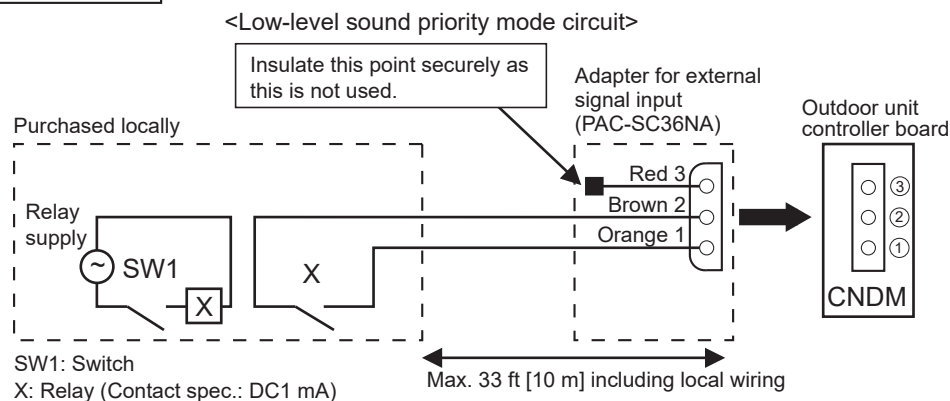 <Low-level sound priority mode circuit>
Insulate this point securely as
this is not used.
Adapter for external
signal input
(PAC-SC36NA)
Outdoor unit
controller board
Purchased locally
Red 3
Brown 2
Orange 1
Relay
supply
~
SW1
X
X
3
2
1
CNDM
SW1: Switch
X: Relay (Contact spec.: DC1 mA)
Max. 33 ft [10 m] including local wiring